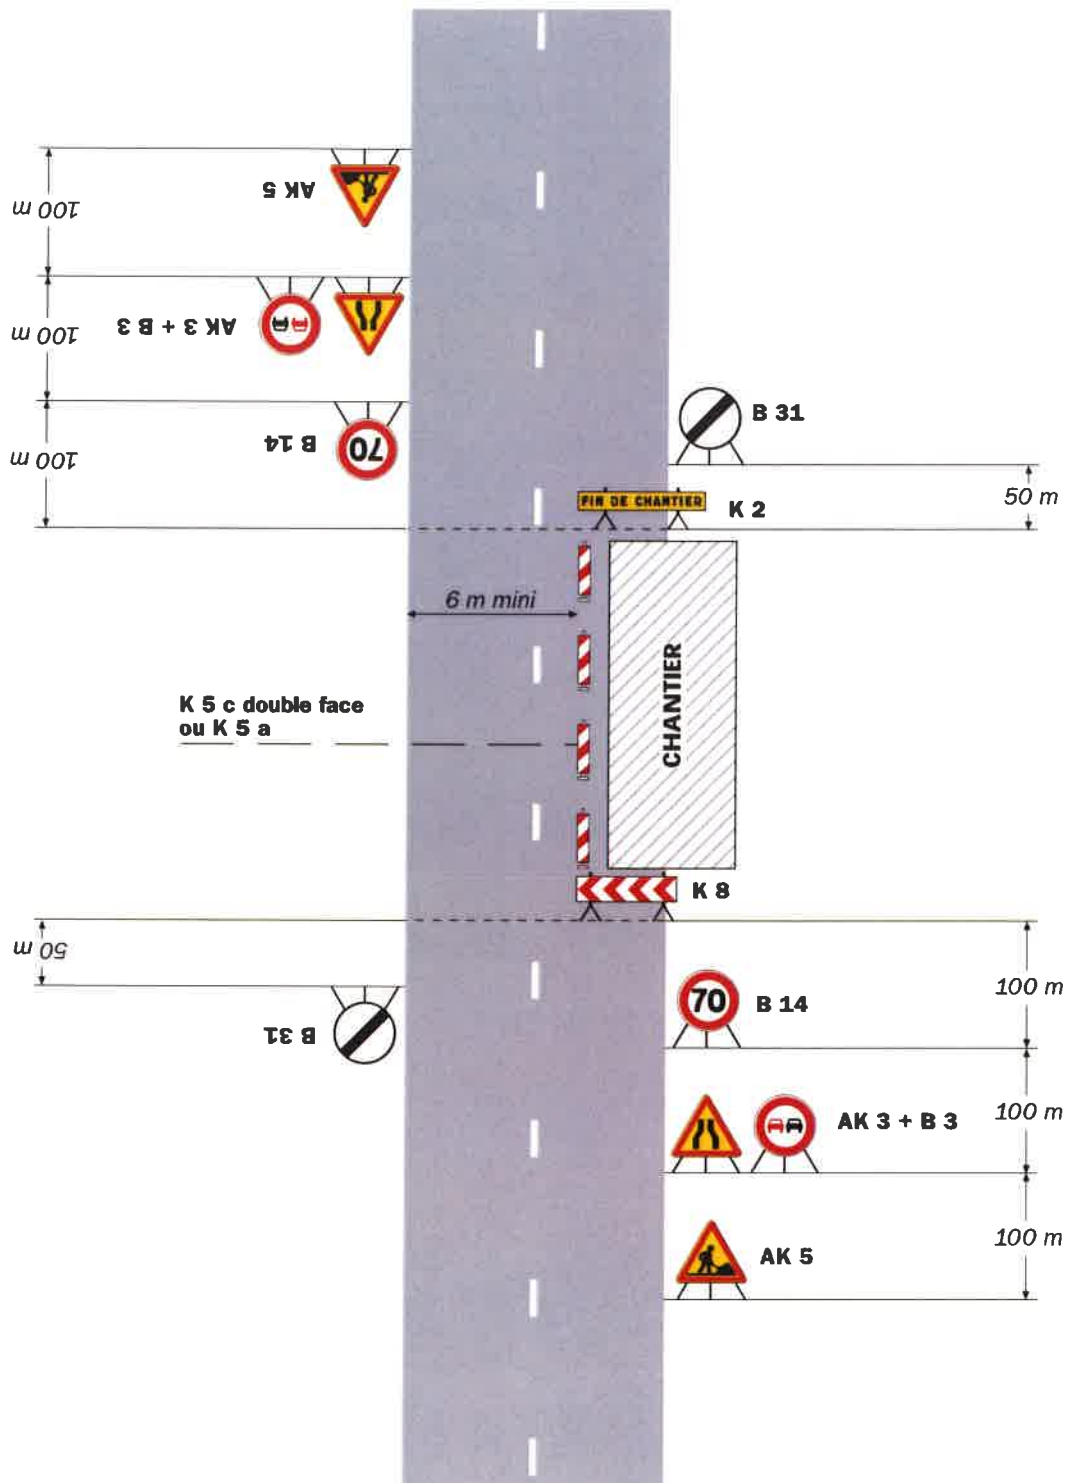 AK 5
100 m
AK 3 + B 3
100 m
70
B 14
100 m
B 31
50 m
FIN DE CHANTIER
K 2
6 m mini
CHANTIER
K 5 c double face
ou K 5 a
K 8
50 m
B 31
70
B 14
100 m
AK 3 + B 3
100 m
AK 5
100 m